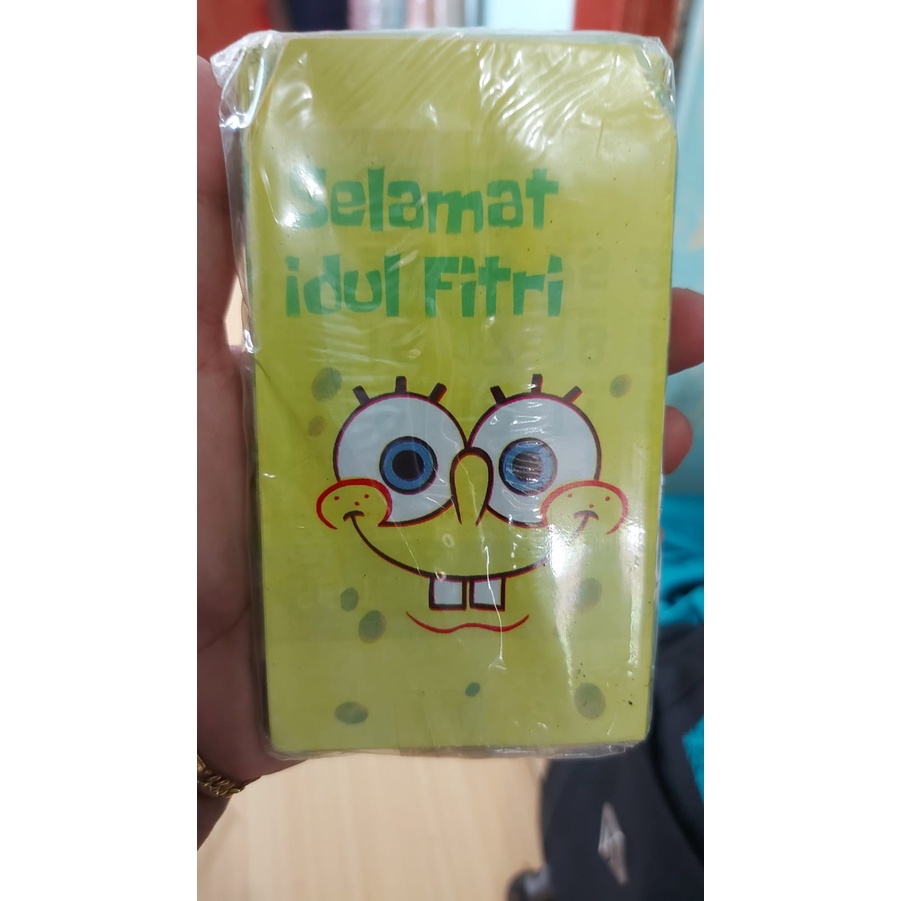 Selamat
idul Fitri